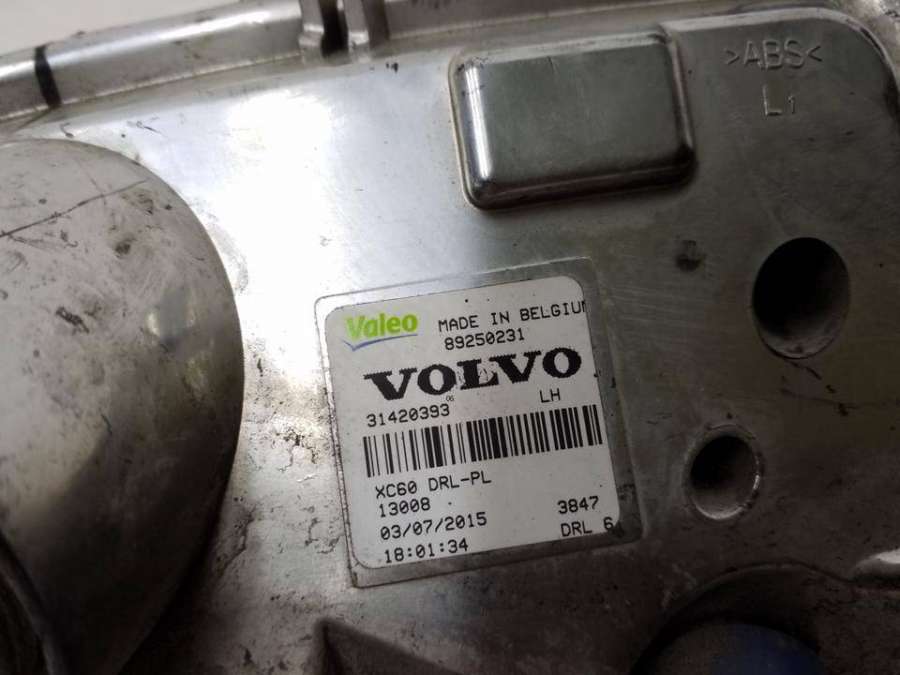 >ABS<
L1
Valeo MADE IN BELGIUM
89250231
VOLVO
06
31420393 LH
XC60 DRL-PL
13008 3847
03/07/2015 DRL 6
18:01:34